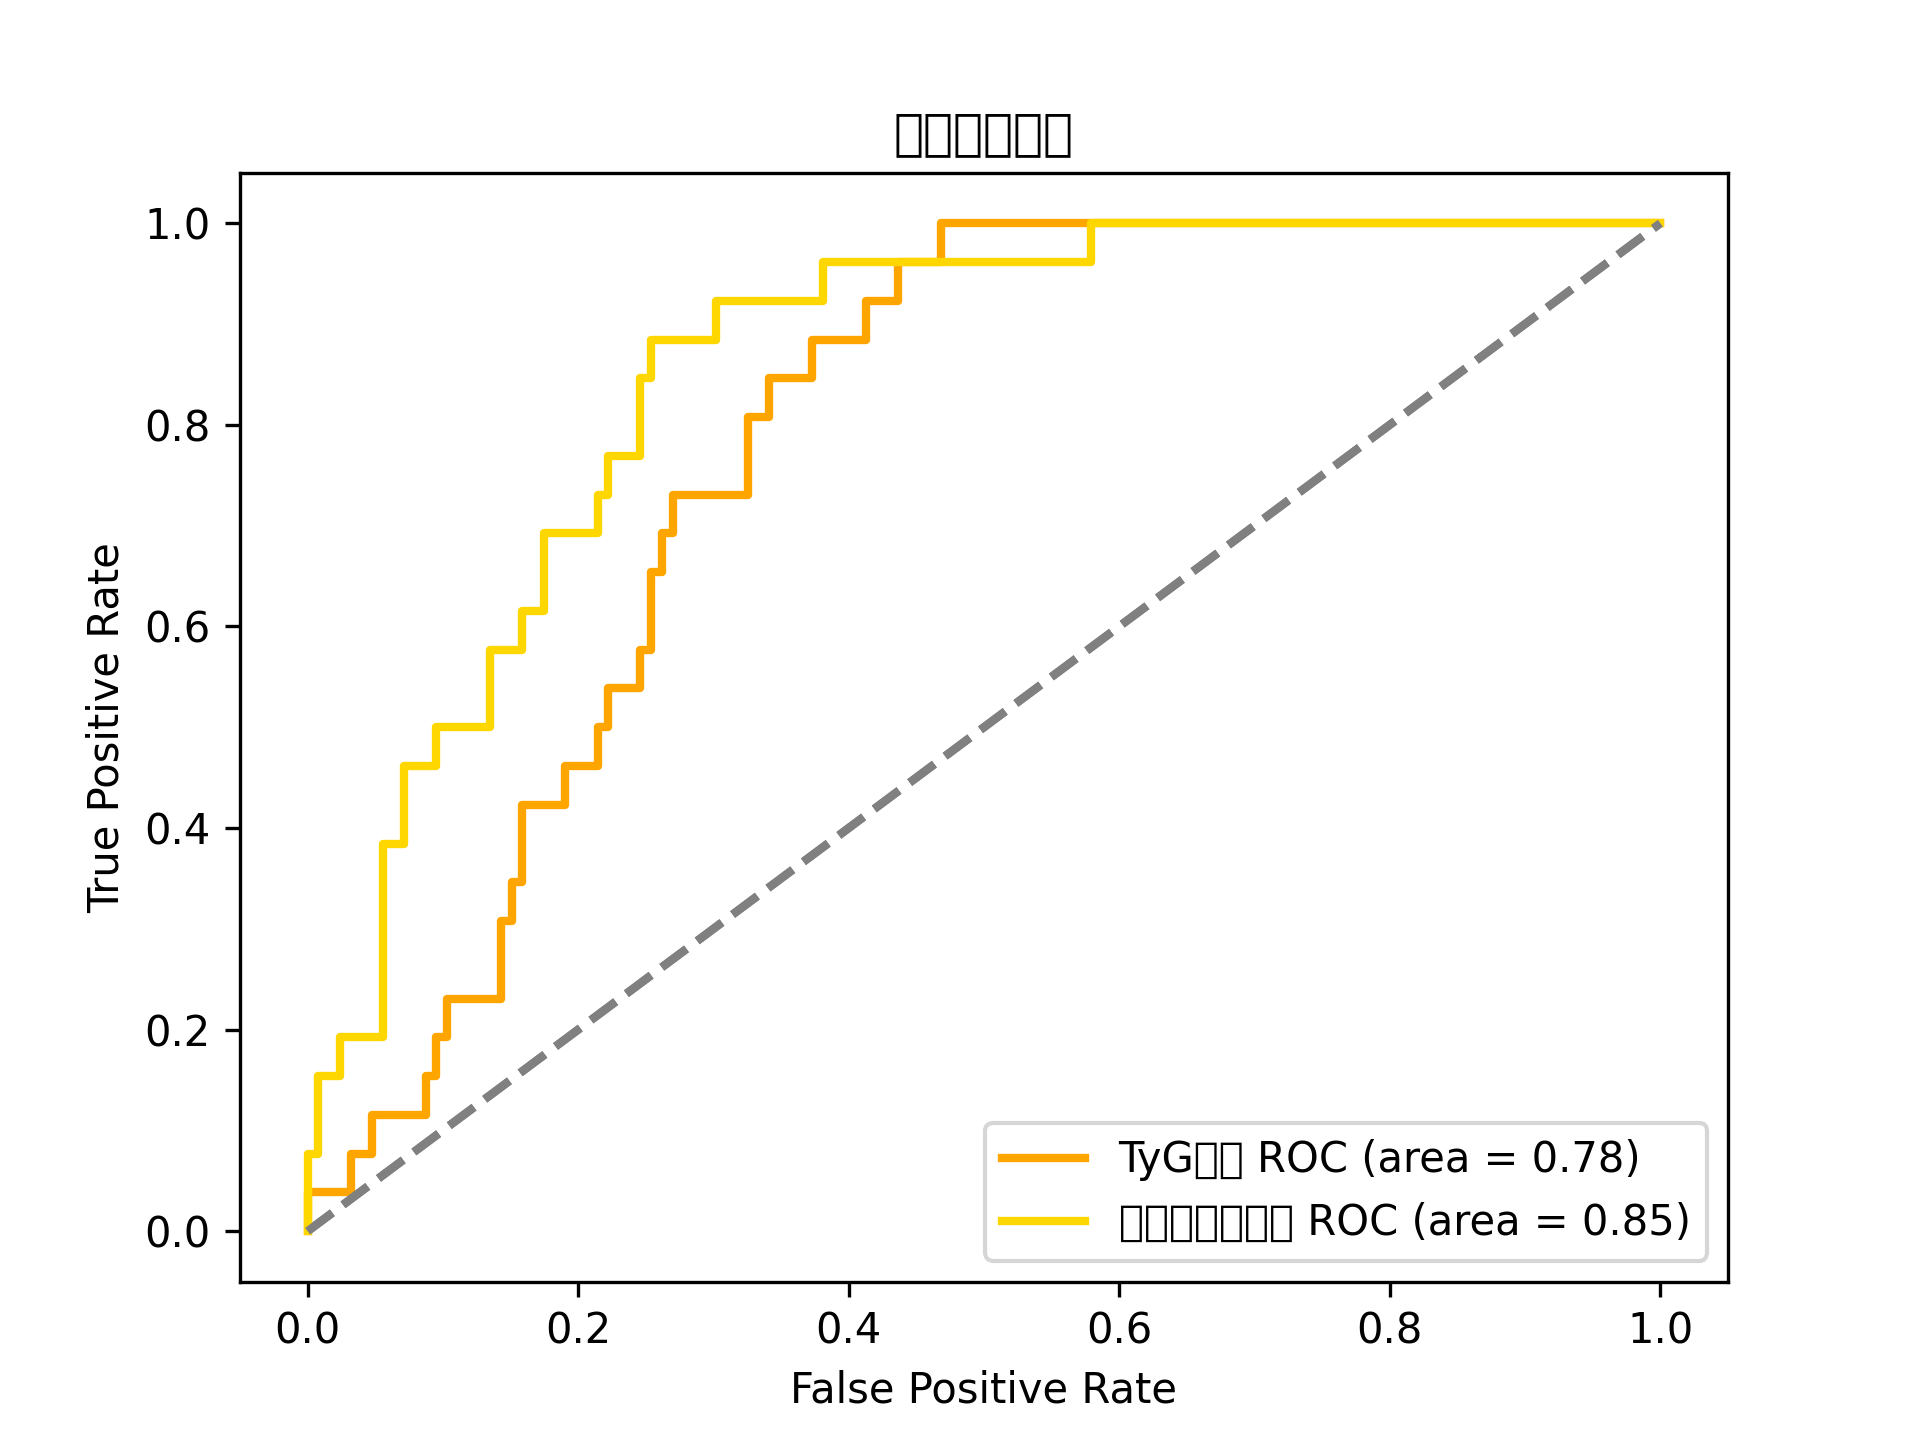 1.0
0.8
0.6
0.4
0.2
0.0
True Positive Rate
TyG ROC (area = 0.78)
ROC (area = 0.85)
0.0 0.2 0.4 0.6 0.8 1.0
False Positive Rate